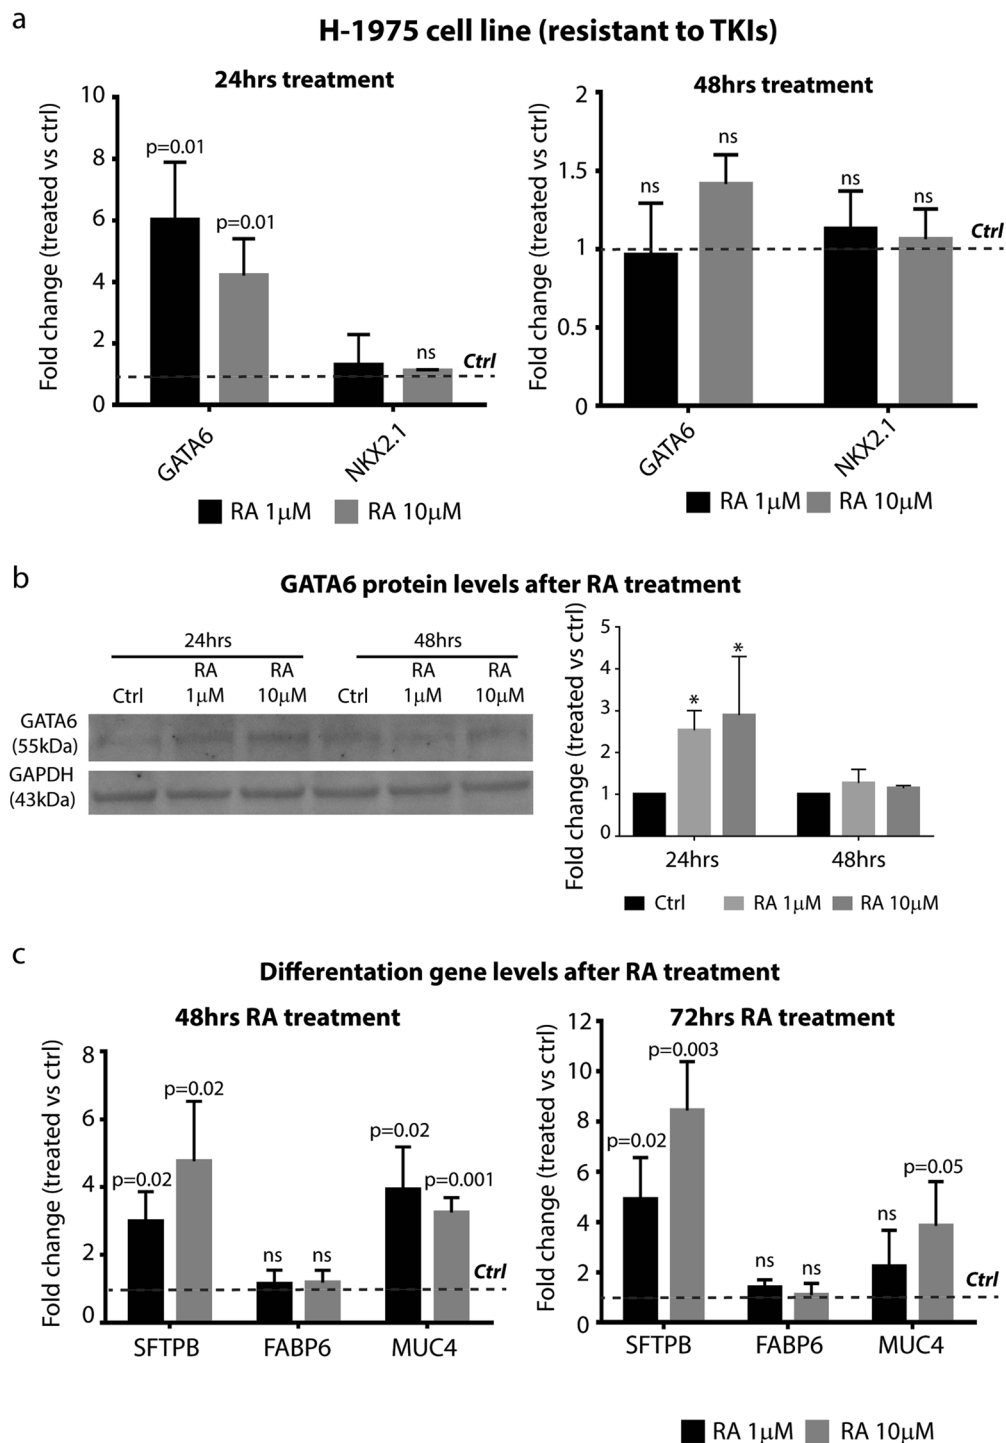 a
H-1975 cell line (resistant to TKIs)
24hrs treatment
Fold change (treated vs ctrl)
10
8
6
4
2
0
p=0.01
p=0.01
ns
Ctrl
GATA6
NKX2.1
RA 1μM
RA 10μM
48hrs treatment
Fold change (treated vs ctrl)
2
1.5
1
0.5
0
ns
ns
ns
ns
Ctrl
GATA6
NKX2.1
RA 1μM
RA 10μM
b
GATA6 protein levels after RA treatment
24hrs
48hrs
Ctrl
RA
1μM
RA
10μM
Ctrl
RA
1μM
RA
10μM
GATA6
(55kDa)
GAPDH
(43kDa)
Fold change (treated vs ctrl)
5
4
3
2
1
0
*
*
24hrs
48hrs
Ctrl
RA 1μM
RA 10μM
c
Differentation gene levels after RA treatment
48hrs RA treatment
Fold change (treated vs ctrl)
8
6
4
2
0
p=0.02
p=0.02
ns
ns
p=0.02
p=0.001
Ctrl
SFTPB
FABP6
MUC4
72hrs RA treatment
Fold change (treated vs ctrl)
12
10
8
6
4
2
0
p=0.02
p=0.003
ns
ns
ns
p=0.05
Ctrl
SFTPB
FABP6
MUC4
RA 1μM
RA 10μM